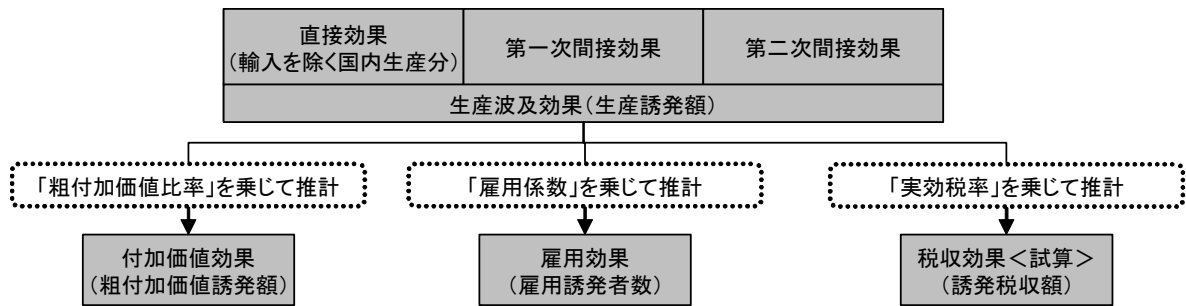 直接効果
(輸入を除く国内生産分)
第一次間接効果
第二次間接効果
生産波及効果(生産誘発額)
「粗付加価値比率」を乗じて推計
「雇用係数」を乗じて推計
「実効税率」を乗じて推計
付加価値効果
(粗付加価値誘発額)
雇用効果
(雇用誘発者数)
税収効果<試算>
(誘発税収額)